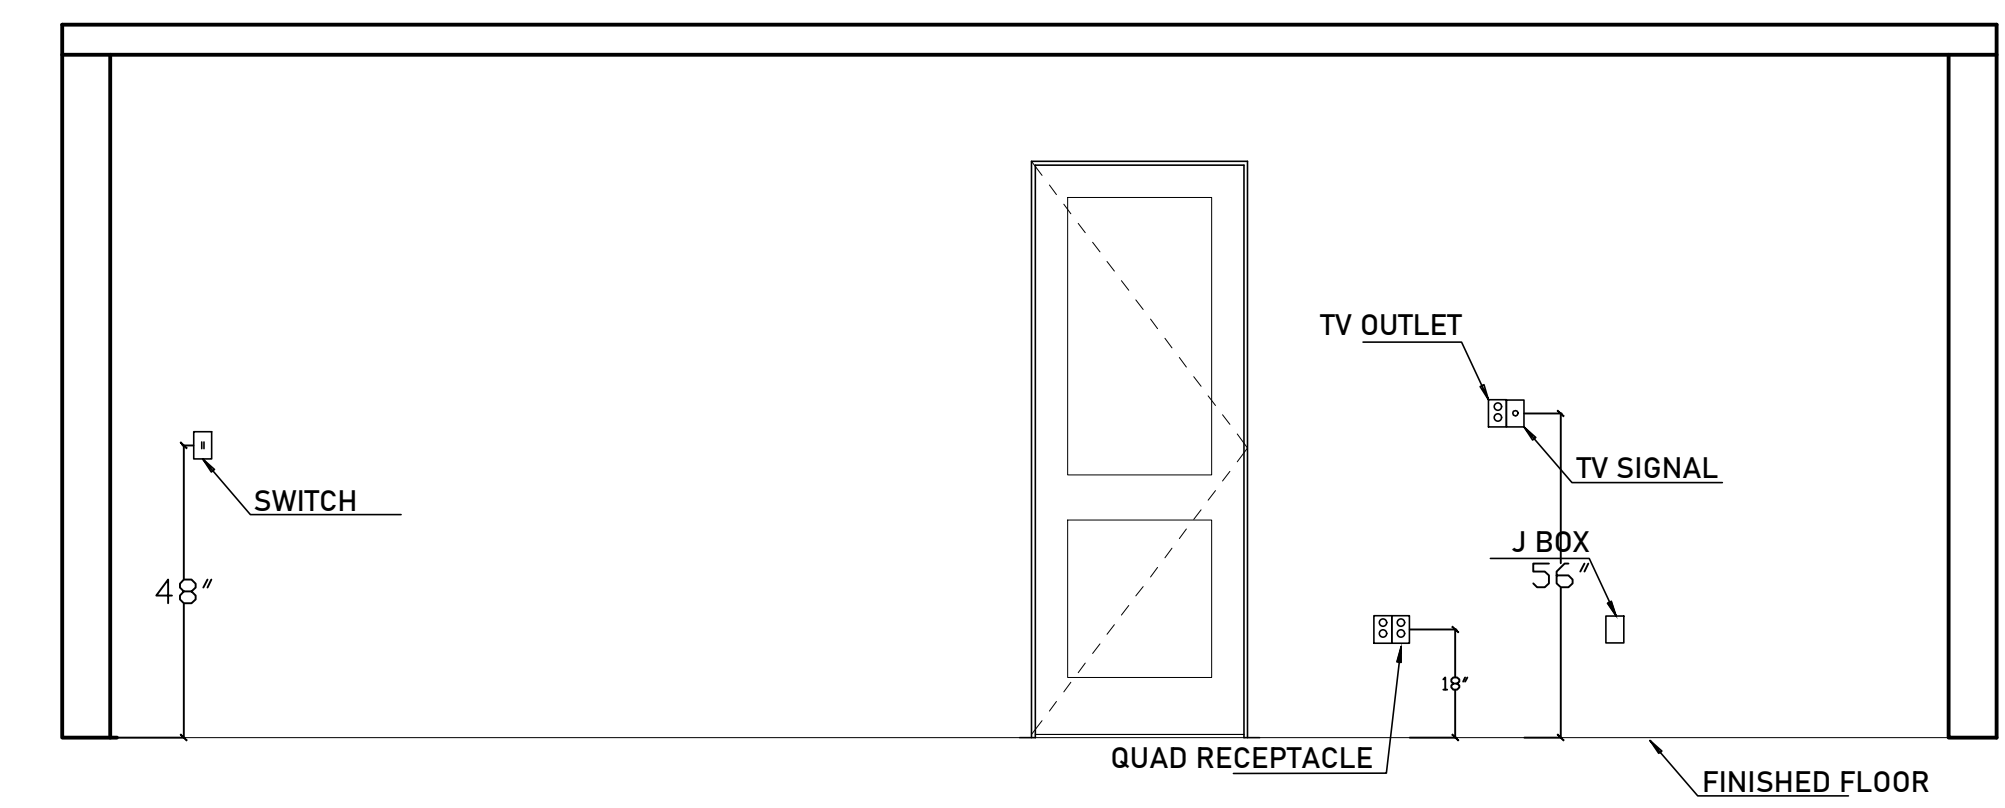 TV OUTLET
TV SIGNAL
SWITCH
J BOX
56"
48"
18"
QUAD RECEPTACLE
FINISHED FLOOR